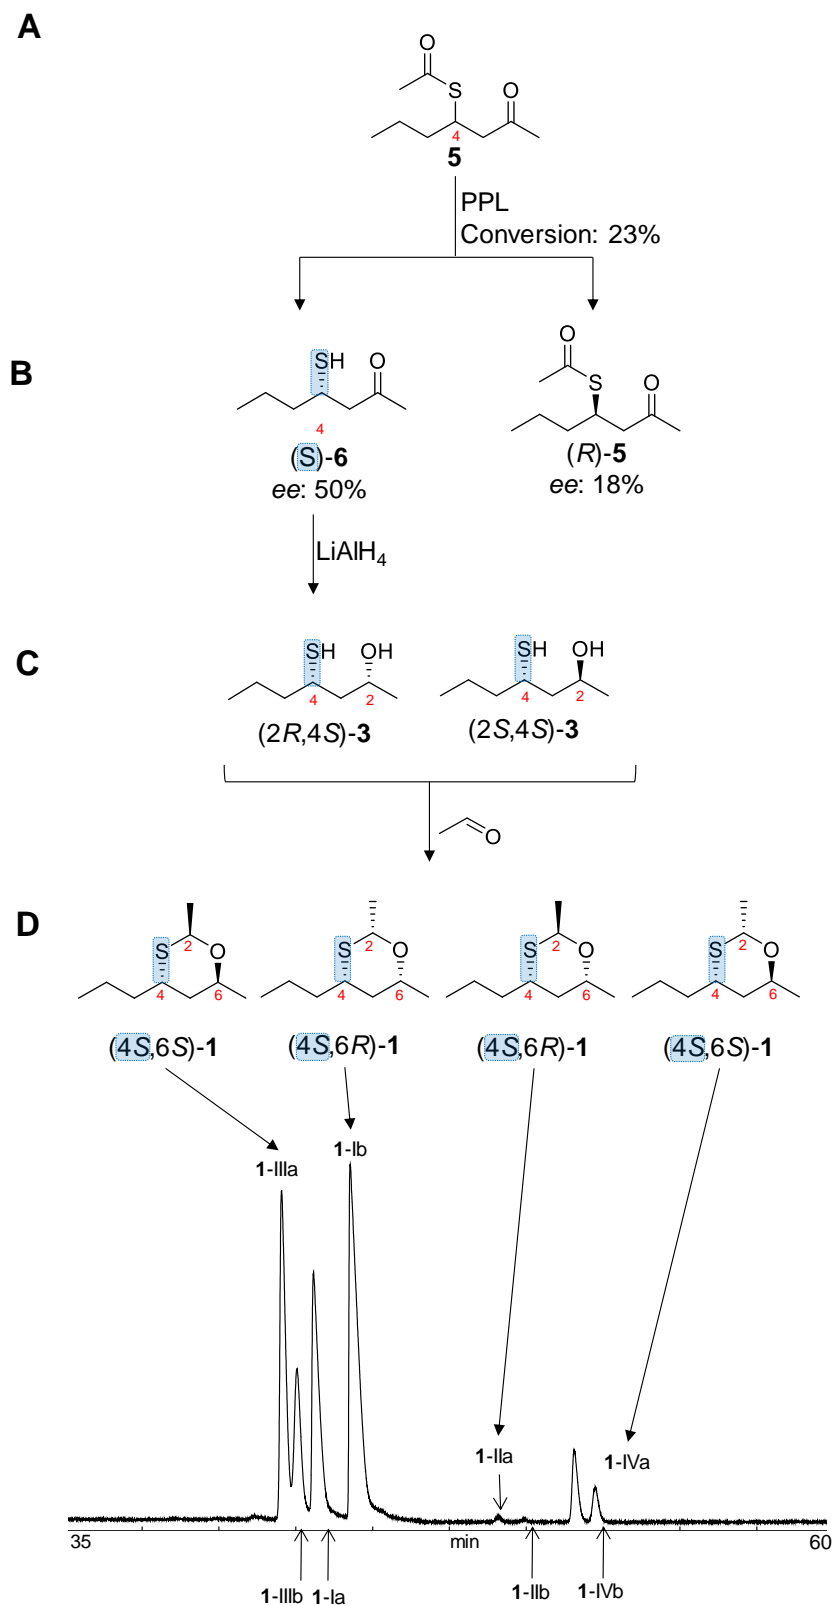 A
O
S
O
4
5
PPL
Conversion: 23%
B
SH
O
4
(S)-6
ee: 50%
O
S
O
(R)-5
ee: 18%
LiAlH4
C
SH
OH
4
2
(2R,4S)-3
SH
OH
4
2
(2S,4S)-3
O
D
S
2
O
4
6
(4S,6S)-1
S
2
O
4
6
(4S,6R)-1
S
2
O
4
6
(4S,6R)-1
S
2
O
4
6
(4S,6S)-1
1-Ib
1-IIIa
1-IIa
1-IVa
35
min
60
1-IIIb
1-Ia
1-IIb
1-IVb